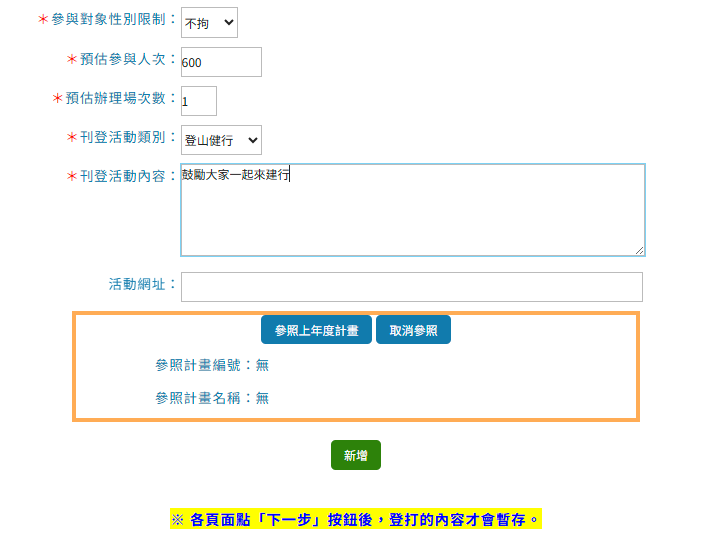 ＊參與對象性別限制：不拘
＊預估參與人次：600
＊預估辦理場次數：1
＊刊登活動類別：登山健行
＊刊登活動內容：鼓勵大家一起來建行
活動網址：
參照上年度計畫 取消參照
參照計畫編號：無
參照計畫名稱：無
新增
※ 各頁面點「下一步」按鈕後，登打的內容才會暫存。